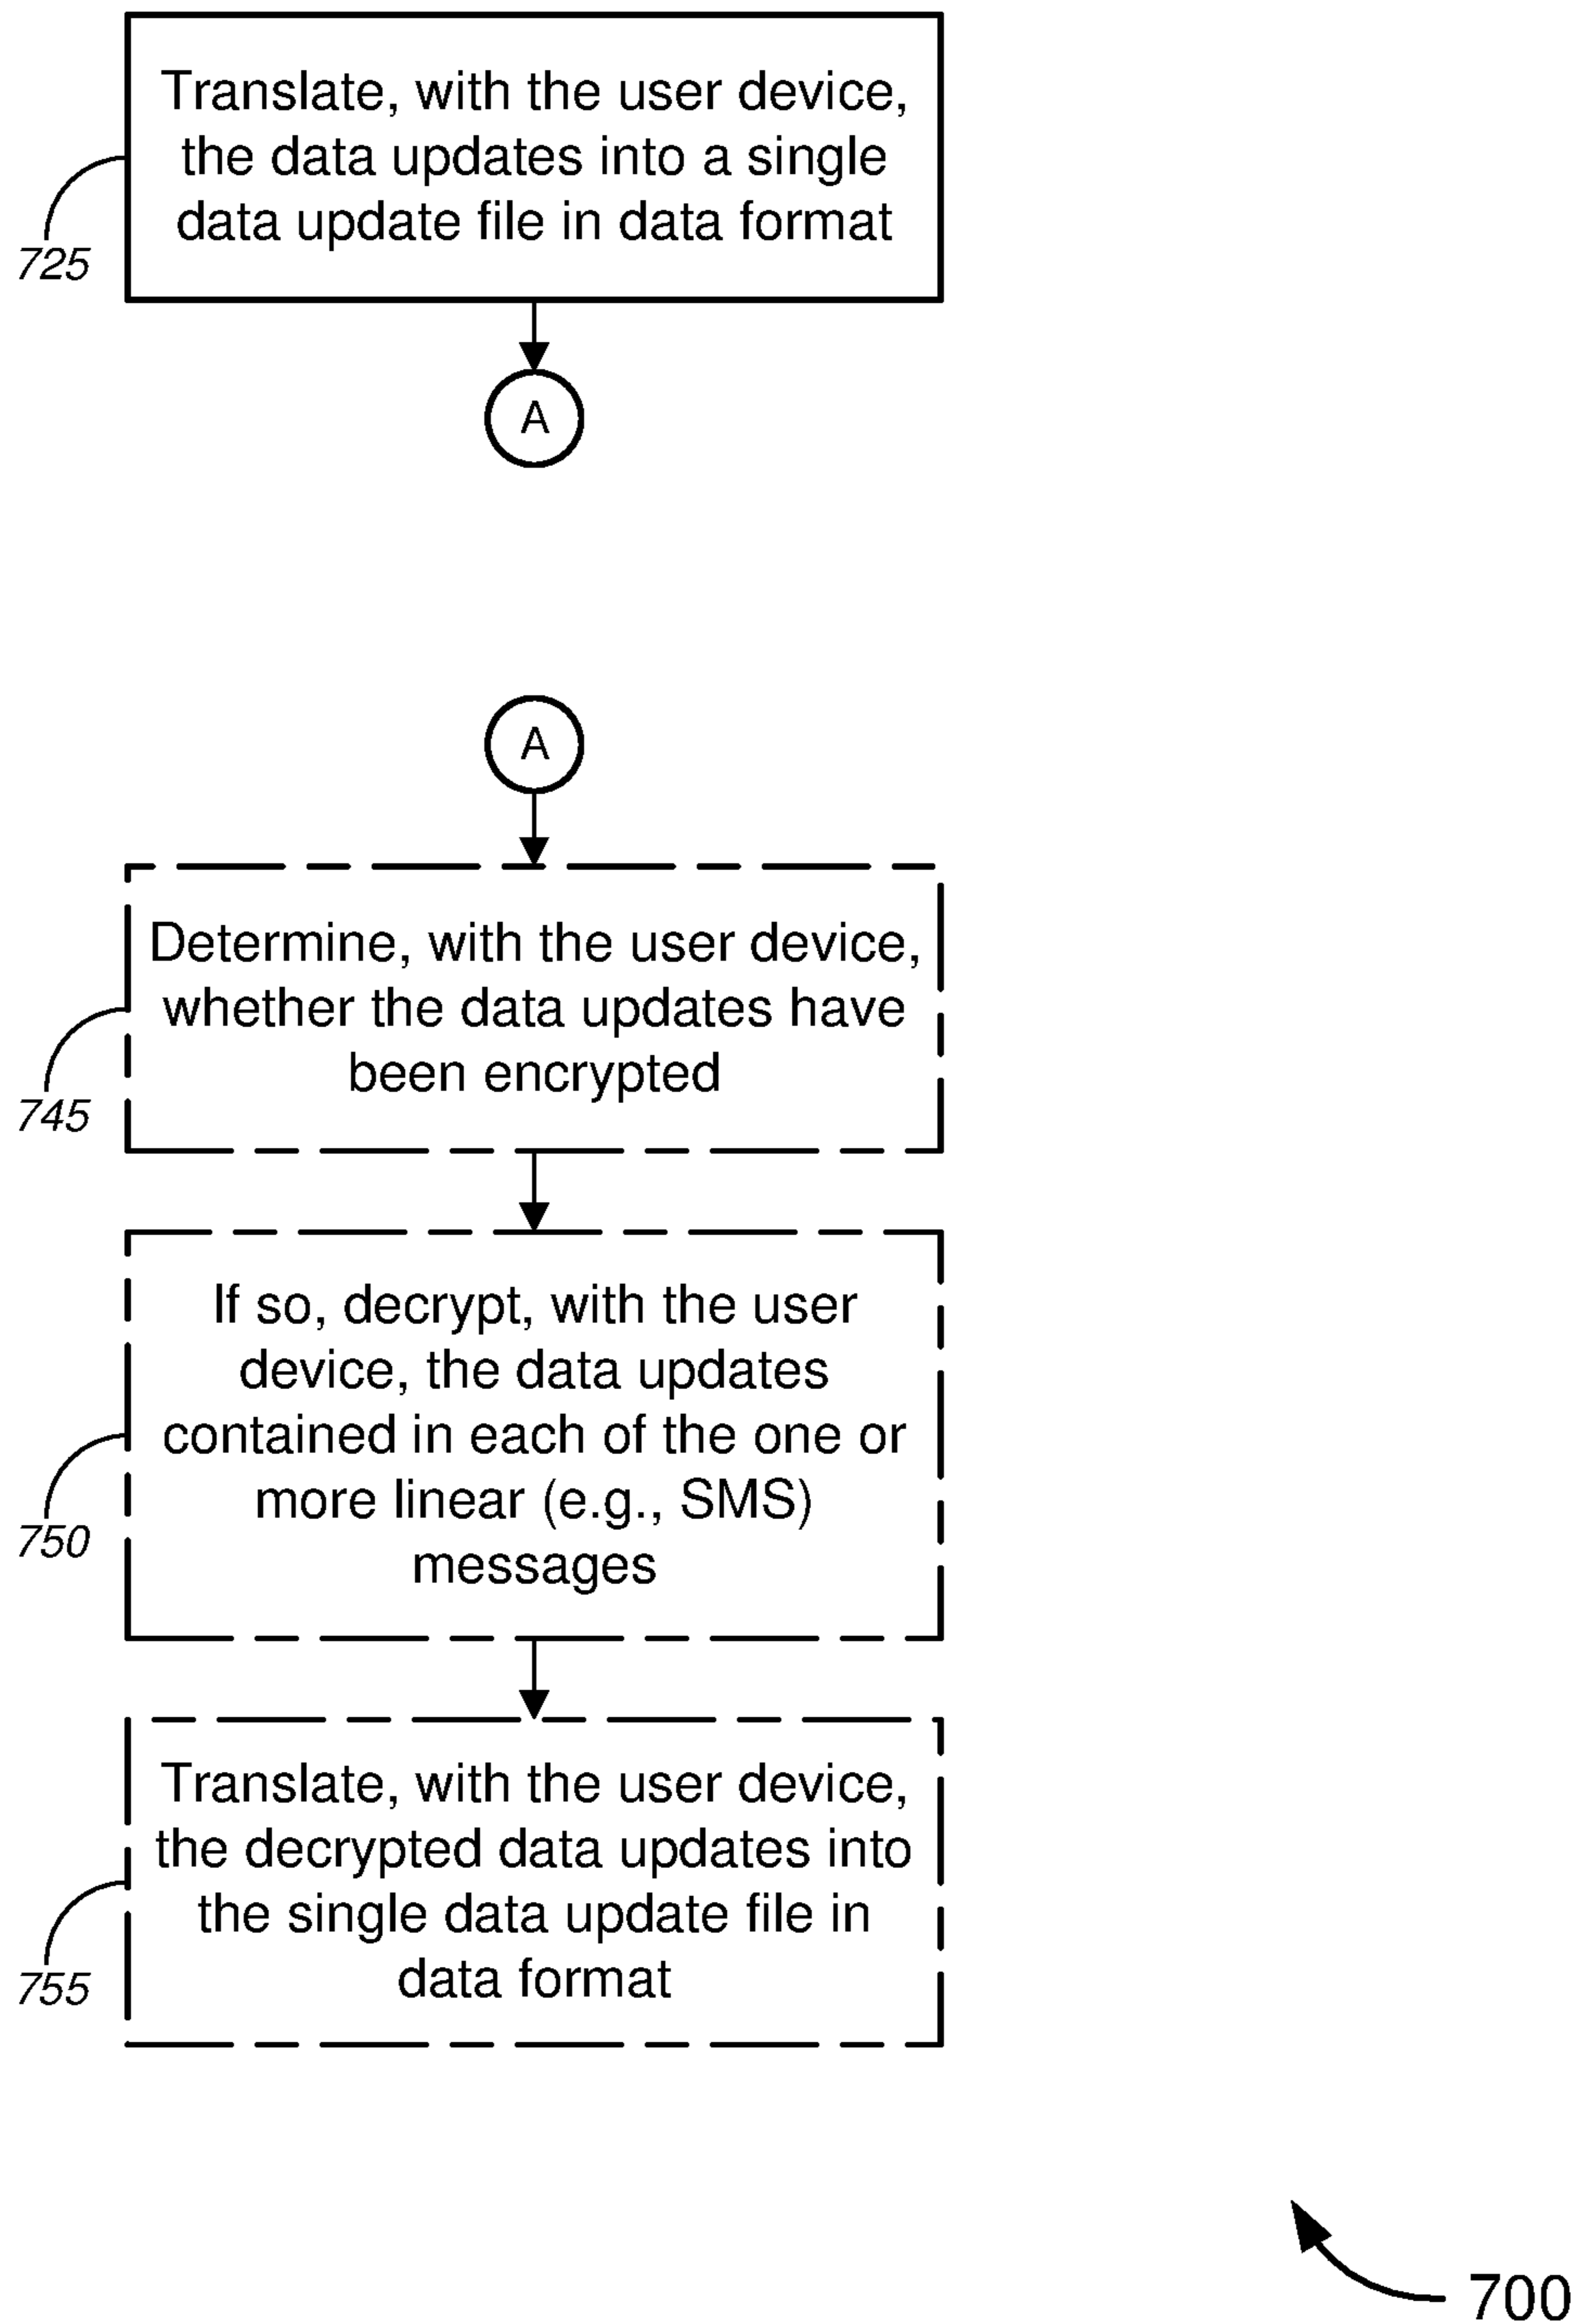 Translate, with the user device,
the data updates into a single
data update file in data format
725
A
A
Determine, with the user device,
whether the data updates have
been encrypted
745
If so, decrypt, with the user
device, the data updates
contained in each of the one or
more linear (e.g., SMS)
messages
750
Translate, with the user device,
the decrypted data updates into
the single data update file in
data format
755
700